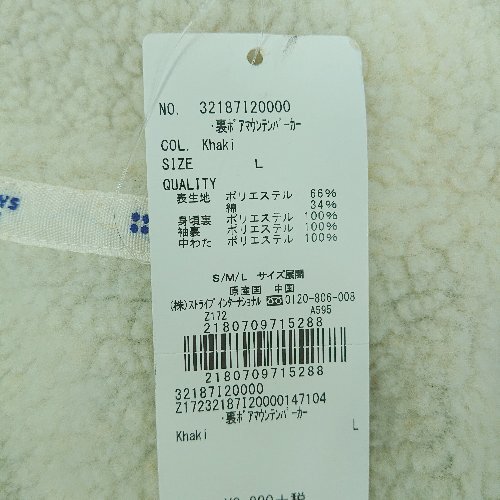 NO. 32187I20000
・裏ボアマウンテンパーカー
COL. Khaki
SIZE L
QUALITY
表生地 ポリエステル 66%
綿 34%
身頃裏 ポリエステル 100%
袖裏 ポリエステル 100%
中わた ポリエステル 100%
S/M/L サイズ展開
原産国 中国
(株)ストライプインターナショナル 0120-806-008
Z172 A595
2180709715288
2180709715288
32187I20000
Z17232187I20000147104
・裏ボアマウンテンパーカー
Khaki L
+税